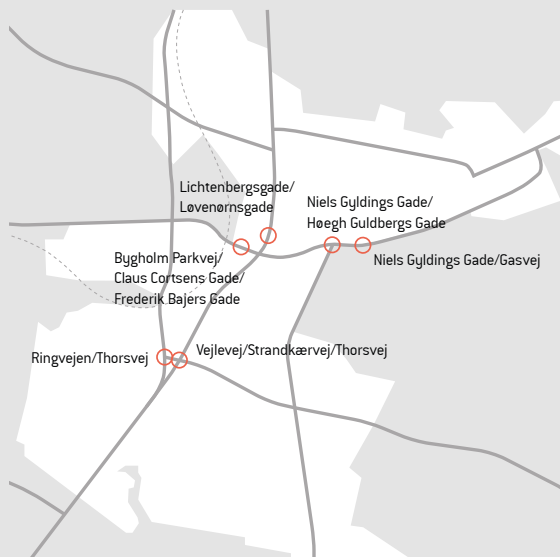 Lichtenbergsgade/
Løvenørnsgade
Niels Gyldings Gade/
Høegh Guldbergs Gade
Niels Gyldings Gade/Gasvej
Bygholm Parkvej/
Claus Cortsens Gade/
Frederik Bajers Gade
Ringvejen/Thorsvej
Vejlevej/Strandkærvej/Thorsvej